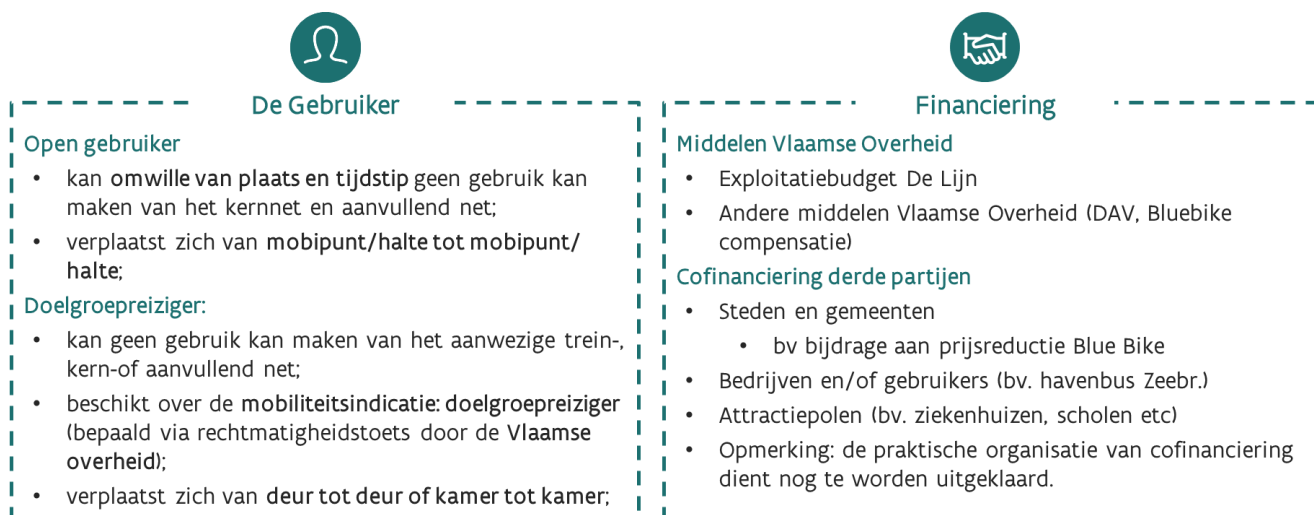 De Gebruiker
Open gebruiker
• kan omwille van plaats en tijdstip geen gebruik kan
maken van het kernnet en aanvullend net;
• verplaatst zich van mobipunt/halte tot mobipunt/
halte;
Doelgroepreiziger:
• kan geen gebruik kan maken van het aanwezige trein-,
kern-of aanvullend net;
• beschikt over de mobiliteitsindicatie: doelgroepreiziger
(bepaald via rechtmatigheidstoets door de Vlaamse
overheid);
• verplaatst zich van deur tot deur of kamer tot kamer;
Financiering
Middelen Vlaamse Overheid
• Exploitatiebudget De Lijn
• Andere middelen Vlaamse Overheid (DAV, Bluebike
compensatie)
Cofinanciering derde partijen
• Steden en gemeenten
• bv bijdrage aan prijsreductie Blue Bike
• Bedrijven en/of gebruikers (bv. havenbus Zeebr.)
• Attractiepolen (bv. ziekenhuizen, scholen etc)
• Opmerking: de praktische organisatie van cofinanciering
dient nog te worden uitgeklaard.